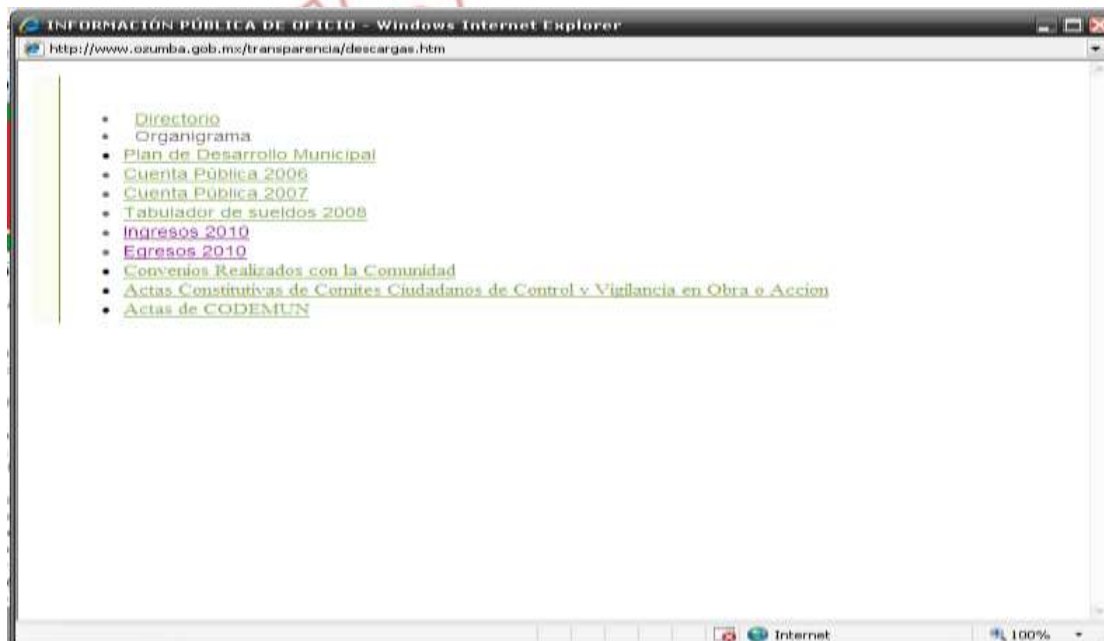 INFORMACIÓN PÚBLICA DE OFICIO - Windows Internet Explorer
http://www.ozumba.gob.mx/transparencia/descargas.htm
Directorio
Organigrama
Plan de Desarrollo Municipal
Cuenta Pública 2006
Cuenta Pública 2007
Tabulador de sueldos 2008
Ingresos 2010
Egresos 2010
Convenios Realizados con la Comunidad
Actas Constitutivas de Comites Ciudadanos de Control y Vigilancia en Obra o Accion
Actas de CODEMUN
Internet 100%